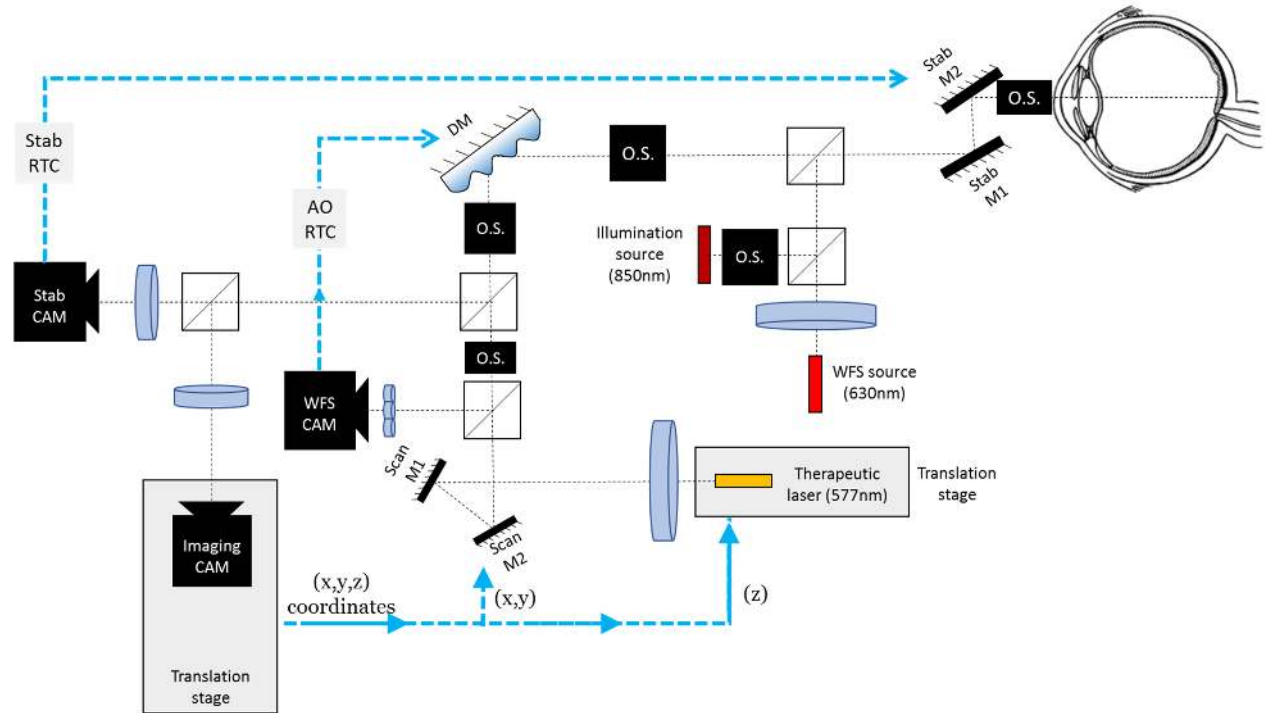 Stab
M2
O.S.
Stab
M1
DM
O.S.
Stab
RTC
AO
RTC
O.S.
Illumination
source
(850nm)
O.S.
Stab
CAM
O.S.
WFS source
(630nm)
WFS
CAM
Scan
M1
Therapeutic
laser (577nm)
Translation
stage
Scan
M2
Imaging
CAM
(x,y,z)
coordinates
(x,y)
(z)
Translation
stage